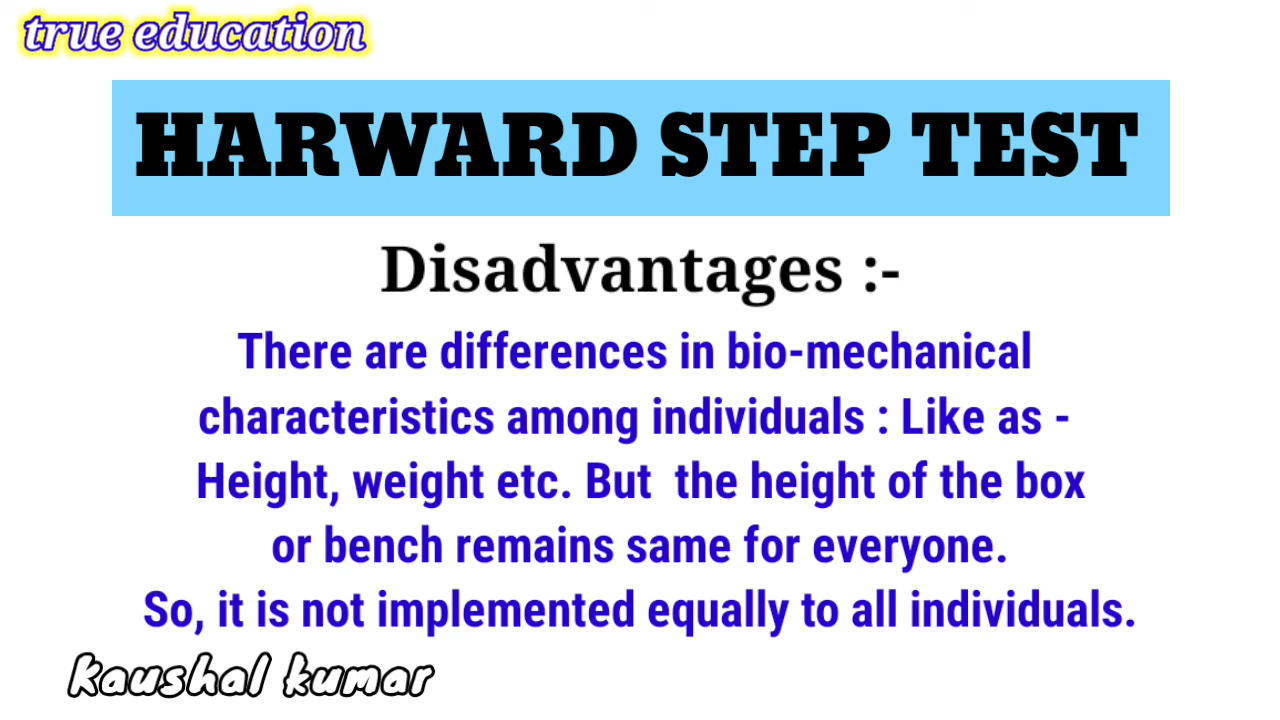 true education
HARWARD STEP TEST
Disadvantages :-
There are differences in bio-mechanical
characteristics among individuals : Like as -
Height, weight etc. But the height of the box
or bench remains same for everyone.
So, it is not implemented equally to all individuals.
kaushal kumar